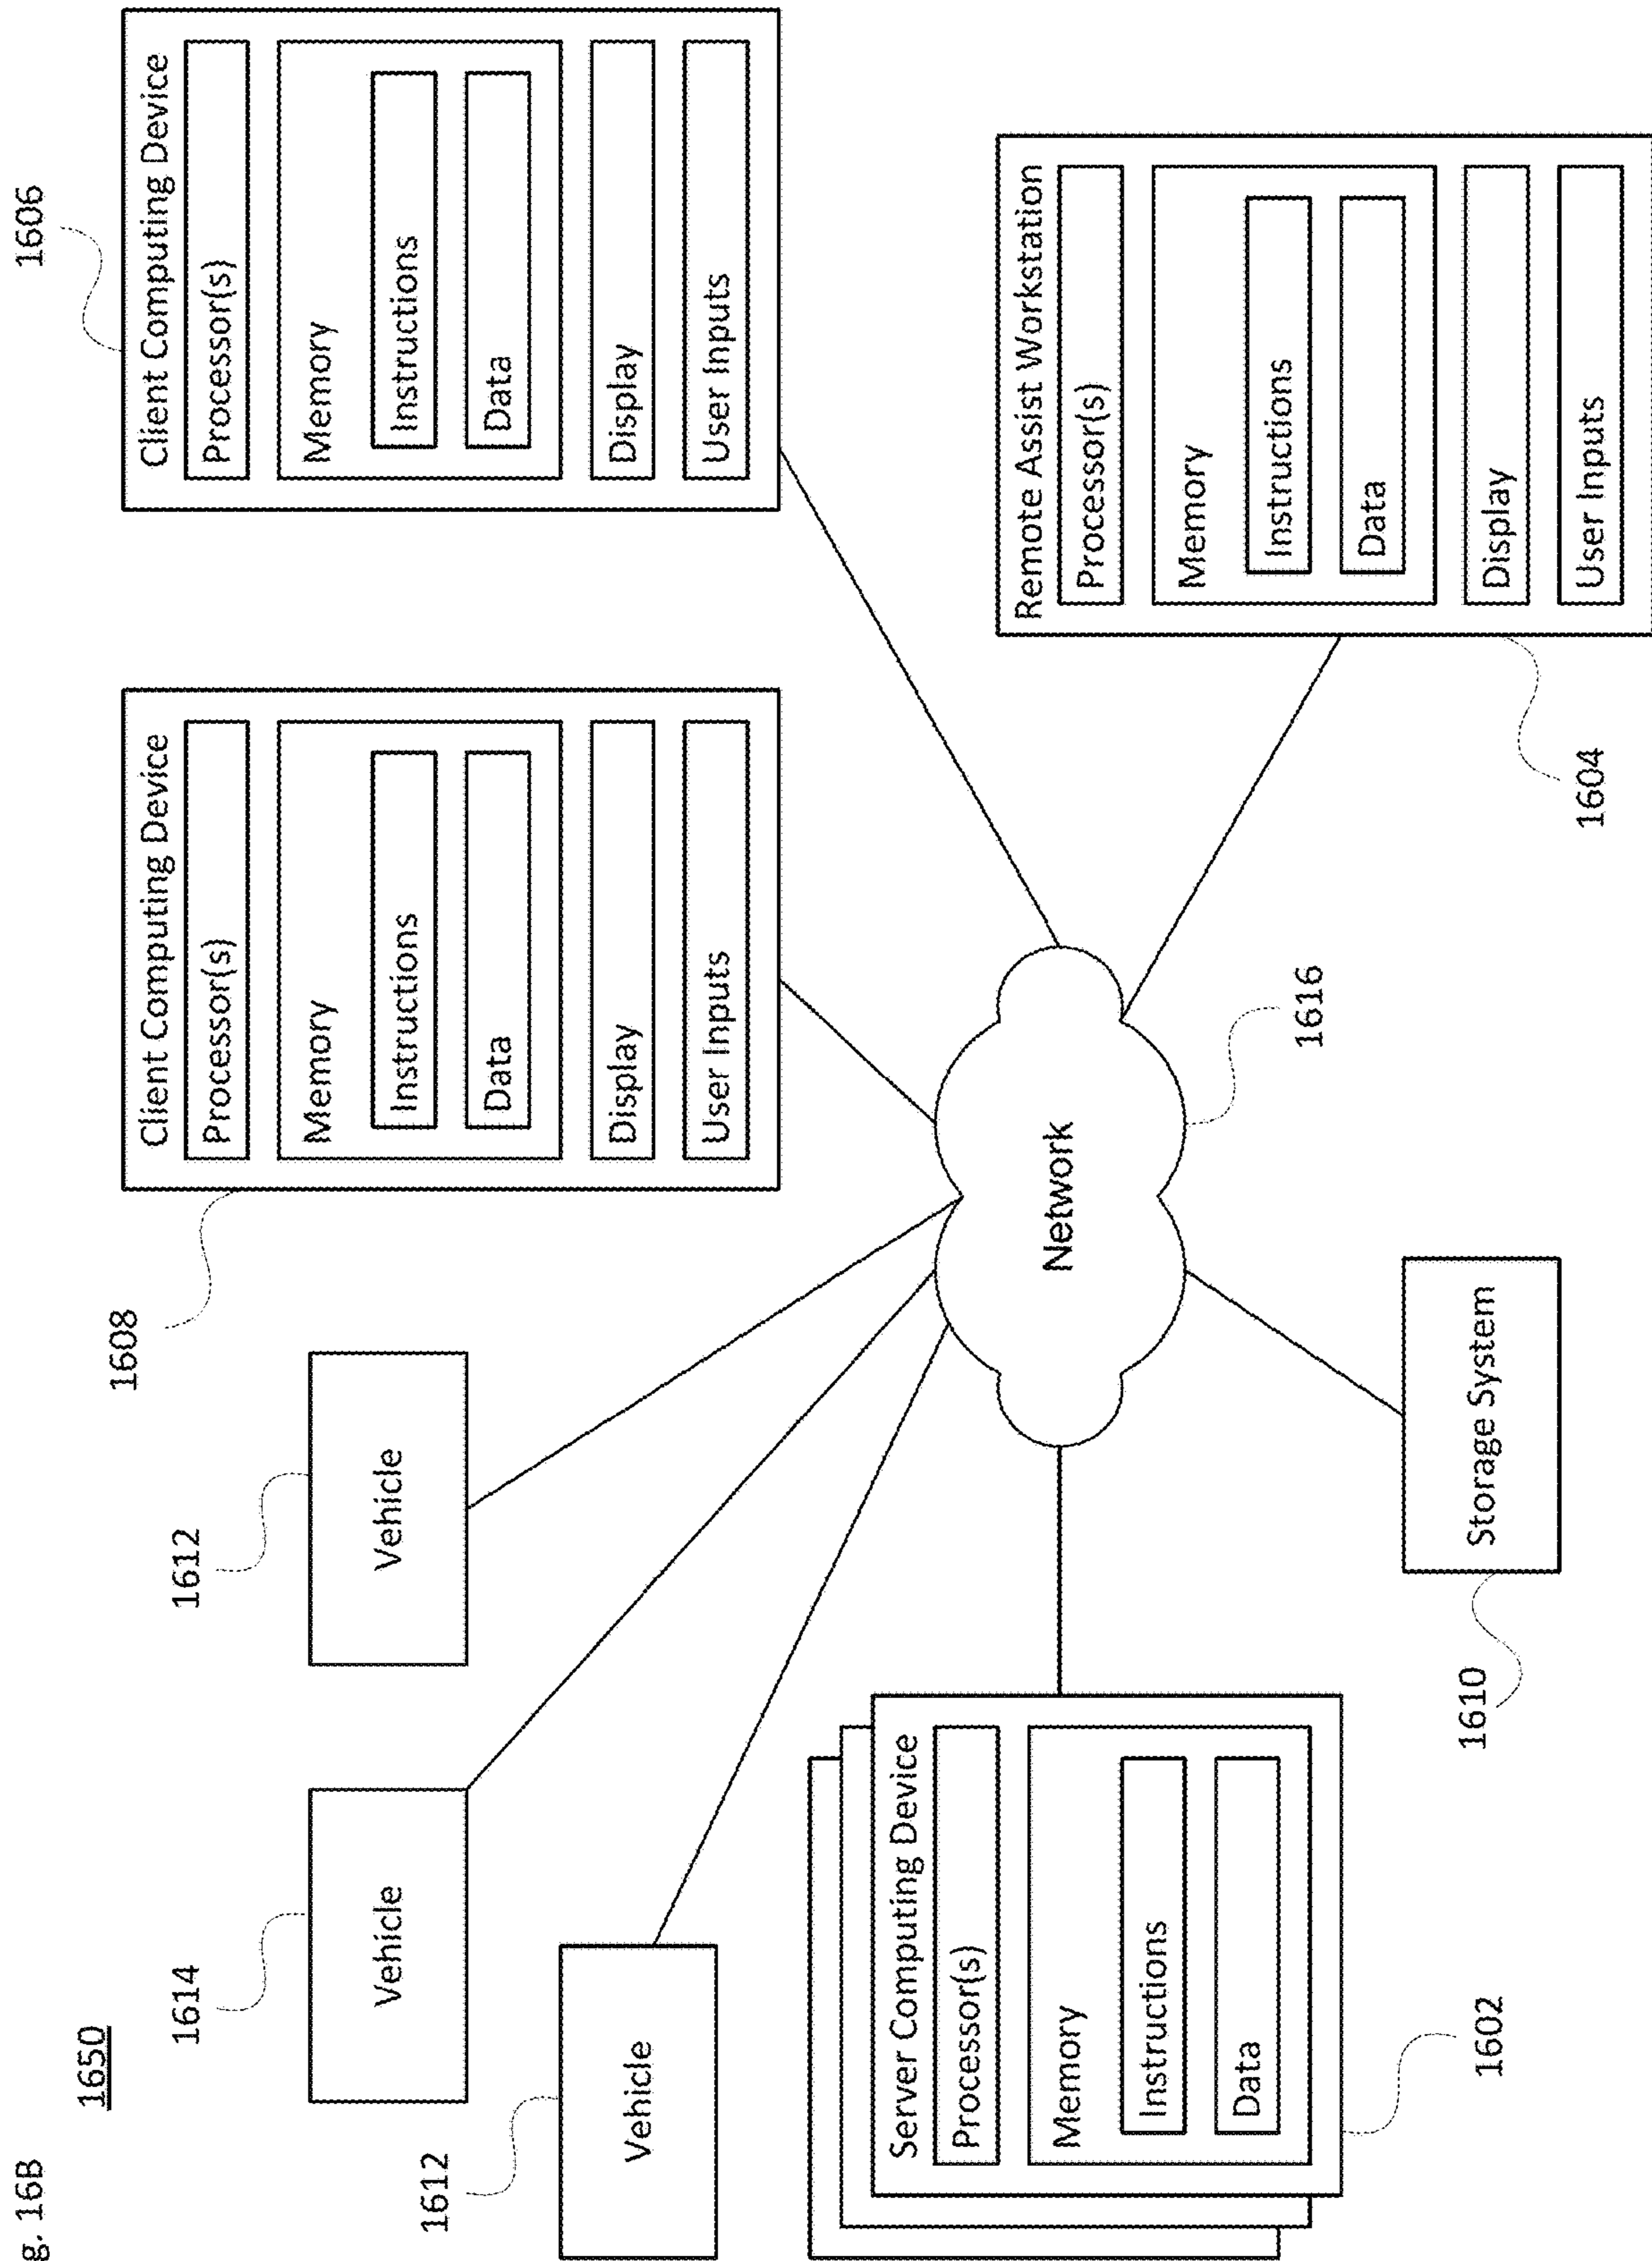 g. 16B
1650
1612
Vehicle
1614
Vehicle
1612
Vehicle
1608
Client Computing Device
Processor(s)
Memory
Instructions
Data
Display
User Inputs
1606
Client Computing Device
Processor(s)
Memory
Instructions
Data
Display
User Inputs
Server Computing Device
Processor(s)
Memory
Instructions
Data
1602
Network
1616
Storage System
1610
Remote Assist Workstation
Processor(s)
Memory
Instructions
Data
Display
User Inputs
1604